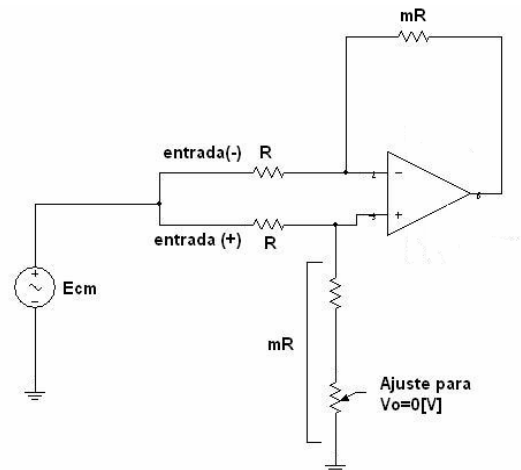 mR
entrada(-) R
-
entrada (+) R
+
+
-
Ecm
mR
Ajuste para
Vo=0[V]